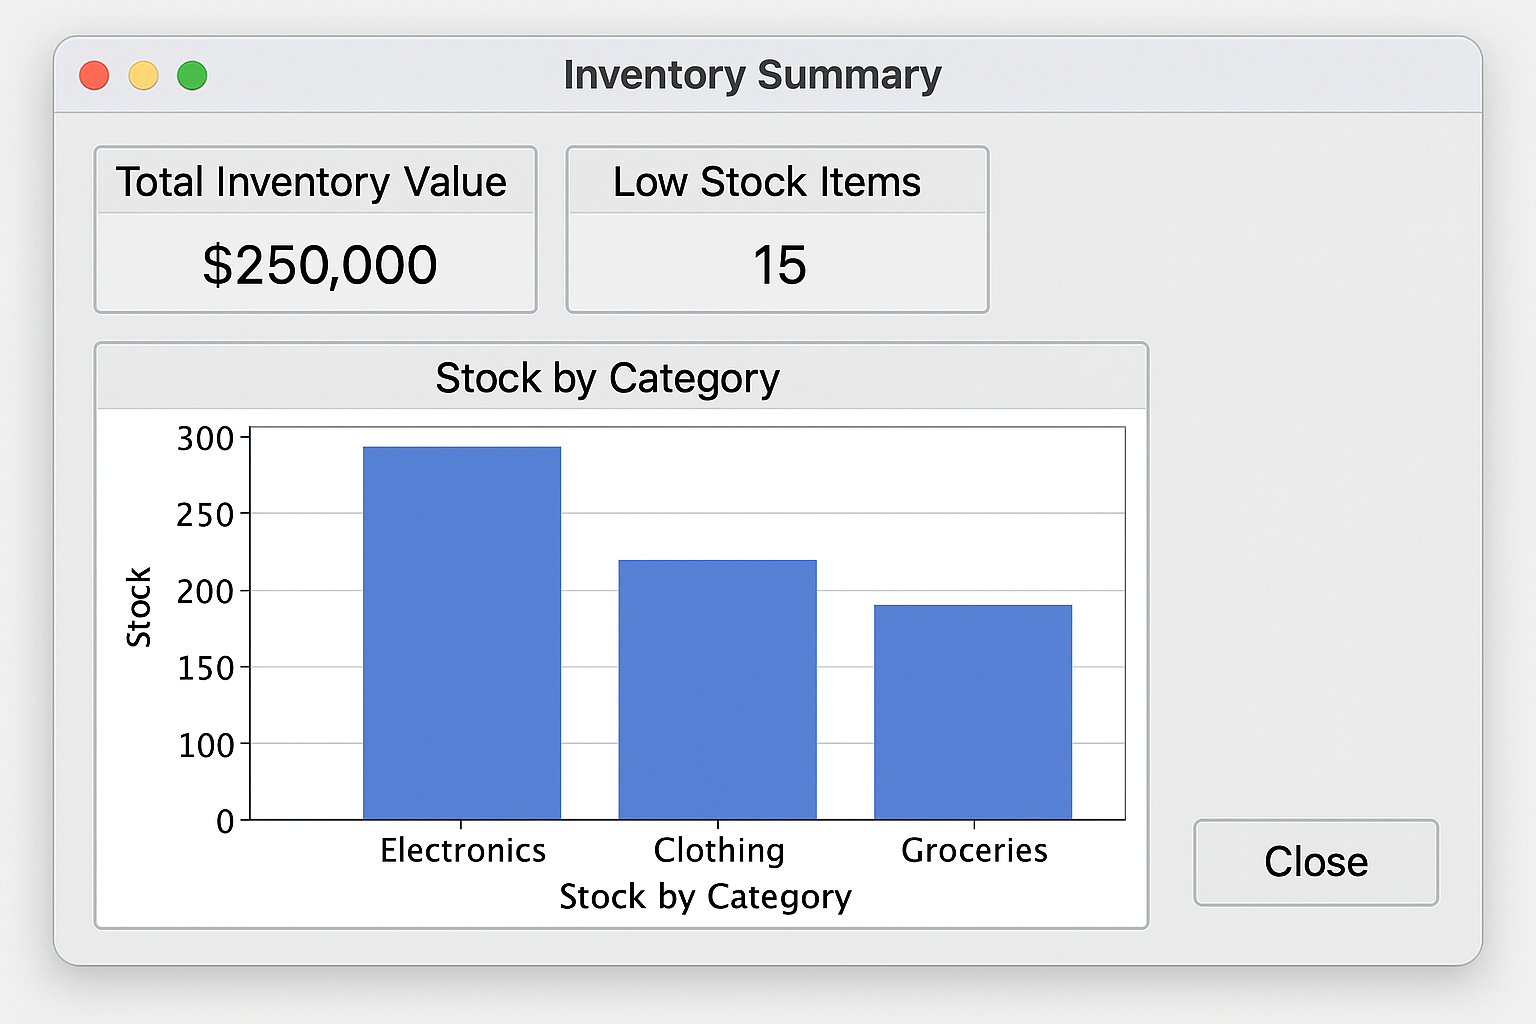 Inventory Summary
Total Inventory Value
$250,000
Low Stock Items
15
Stock by Category
300
250
200
150
100
0
Stock
Electronics
Clothing
Groceries
Stock by Category
Close